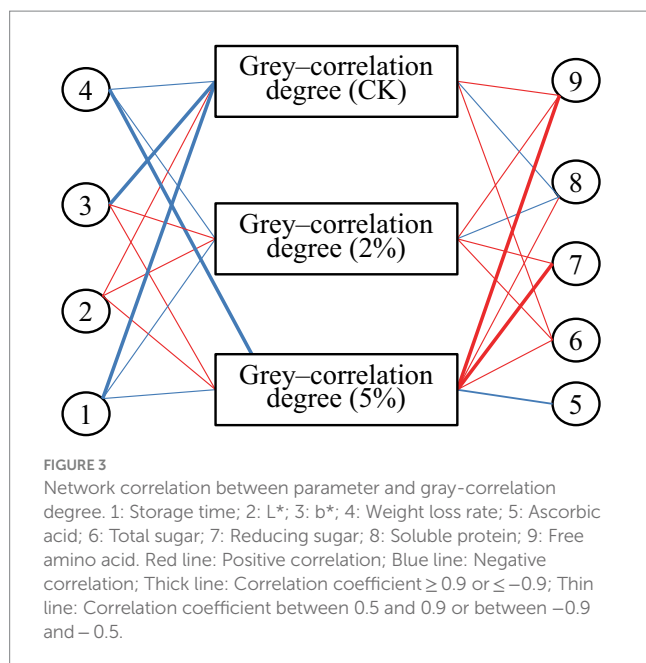 4
3
2
1
Grey–correlation
degree (CK)
Grey–correlation
degree (2%)
Grey–correlation
degree (5%)
9
8
7
6
5
FIGURE 3
Network correlation between parameter and gray-correlation
degree. 1: Storage time; 2: L*; 3: b*; 4: Weight loss rate; 5: Ascorbic
acid; 6: Total sugar; 7: Reducing sugar; 8: Soluble protein; 9: Free
amino acid. Red line: Positive correlation; Blue line: Negative
correlation; Thick line: Correlation coefficient ≥ 0.9 or ≤ −0.9; Thin
line: Correlation coefficient between 0.5 and 0.9 or between −0.9
and − 0.5.